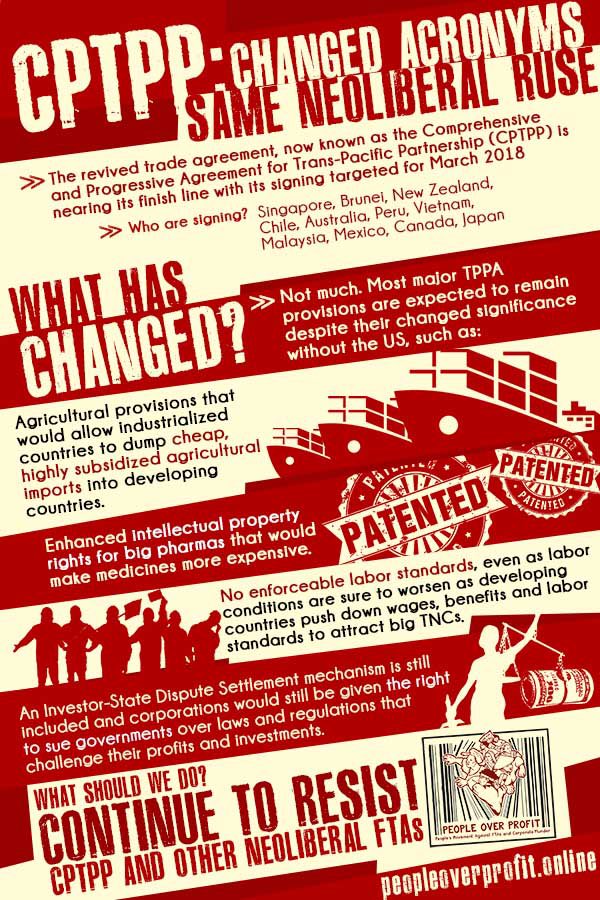 CPTPP: CHANGED ACRONYMS
SAME NEOLIBERAL RUSE
The revived trade agreement, now known as the Comprehensive
and Progressive Agreement for Trans-Pacific Partnership (CPTPP) is
nearing its finish line with its signing targeted for March 2018
Who are signing? Singapore, Brunei, New Zealand,
Chile, Australia, Peru, Vietnam,
Malaysia, Mexico, Canada, Japan
WHAT HAS
CHANGED?
Not much. Most major TPPA
provisions are expected to remain
despite their changed significance
without the US, such as:
Agricultural provisions that
would allow industrialized
countries to dump cheap,
highly subsidized agricultural
imports into developing
countries.
PATENTED
PATENTED
PATENTED
PATENTED
PATENTED
Enhanced intellectual property
rights for big pharmas that would
make medicines more expensive.
No enforceable labor standards, even as labor
conditions are sure to worsen as developing
countries push down wages, benefits and labor
standards to attract big TNCs.
An Investor-State Dispute Settlement mechanism is still
included and corporations would still be given the right
to sue governments over laws and regulations that
challenge their profits and investments.
WHAT SHOULD WE DO?
CONTINUE TO RESIST
CPTPP AND OTHER NEOLIBERAL FTAs
PEOPLE OVER PROFIT
People's Movement Against FTAs and Corporate Plunder
peopleoverprofit.online